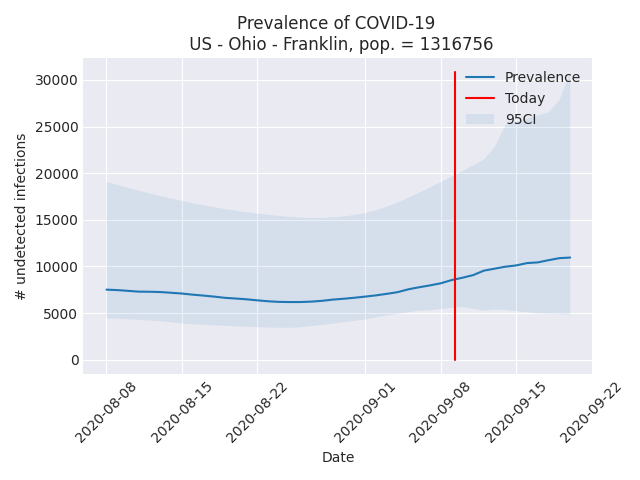 Prevalence of COVID-19
US - Ohio - Franklin, pop. = 1316756
30000
25000
20000
15000
10000
5000
0
# undetected infections
Prevalence
Today
95CI
2020-08-08
2020-08-15
2020-08-22
2020-09-01
2020-09-08
2020-09-15
2020-09-22
Date